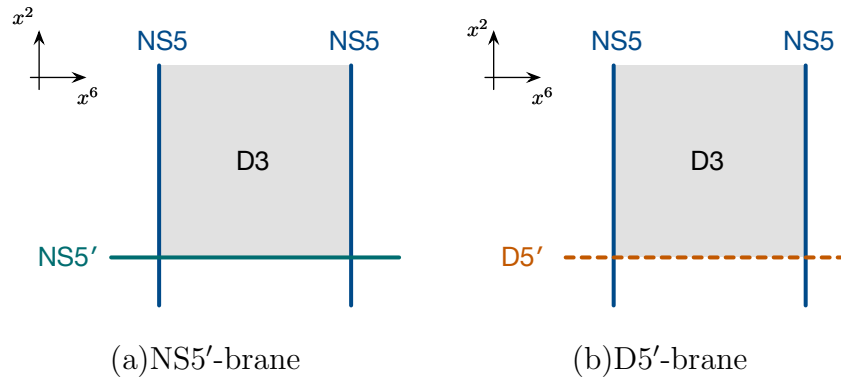 x² x²
NS5 NS5 NS5 NS5
x⁶ x⁶
D3 D3
NS5′ D5′
(a)NS5′-brane (b)D5′-brane